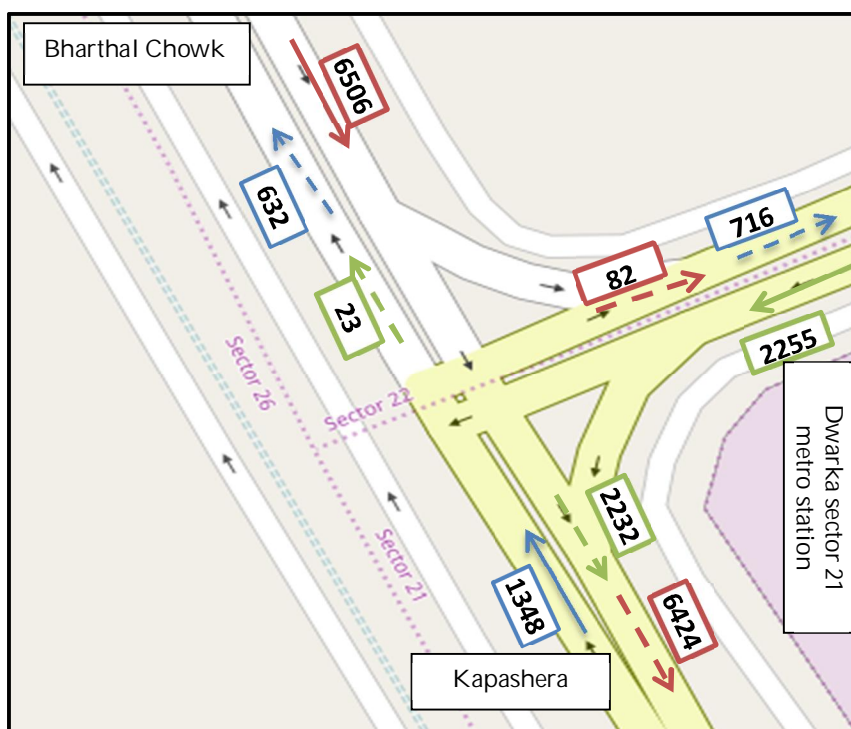 Bharthal Chowk
6506
632
716
82
23
2255
Sector 26
Sector 22
Dwarka sector 21
metro station
2232
Sector 21
1348
6424
Kapashera